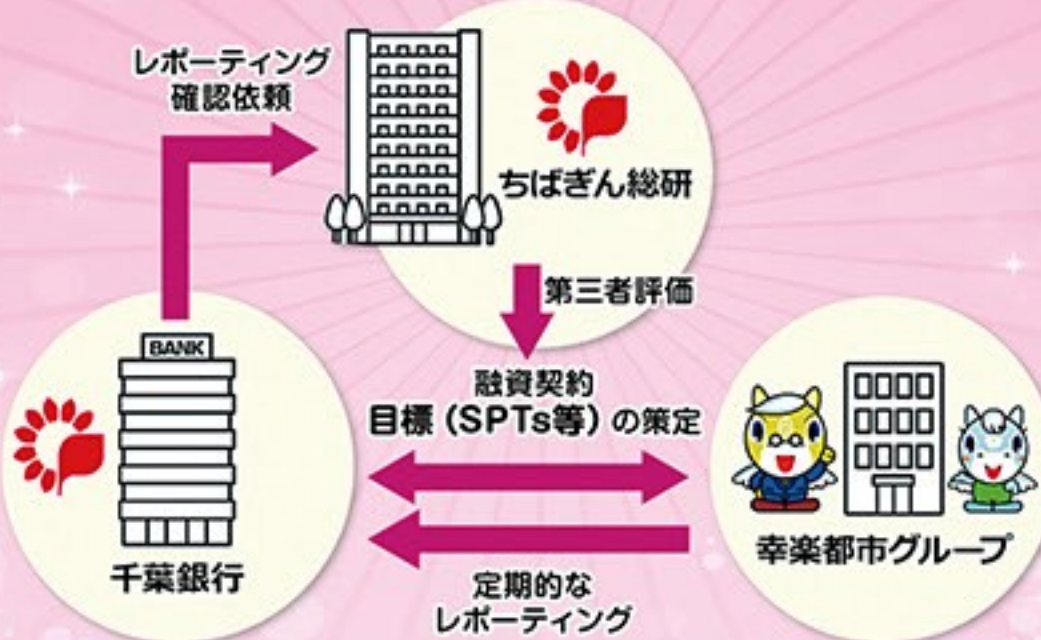 レポーティング
確認依頼
ちばぎん総研
第三者評価
BANK
融資契約
目標（SPTs等）の策定
千葉銀行
幸楽都市グループ
定期的な
レポーティング